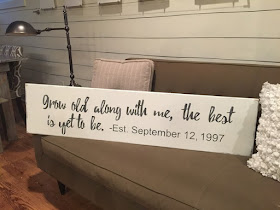 Grow old along with me, the best
is yet to be. -Est. September 12, 1997